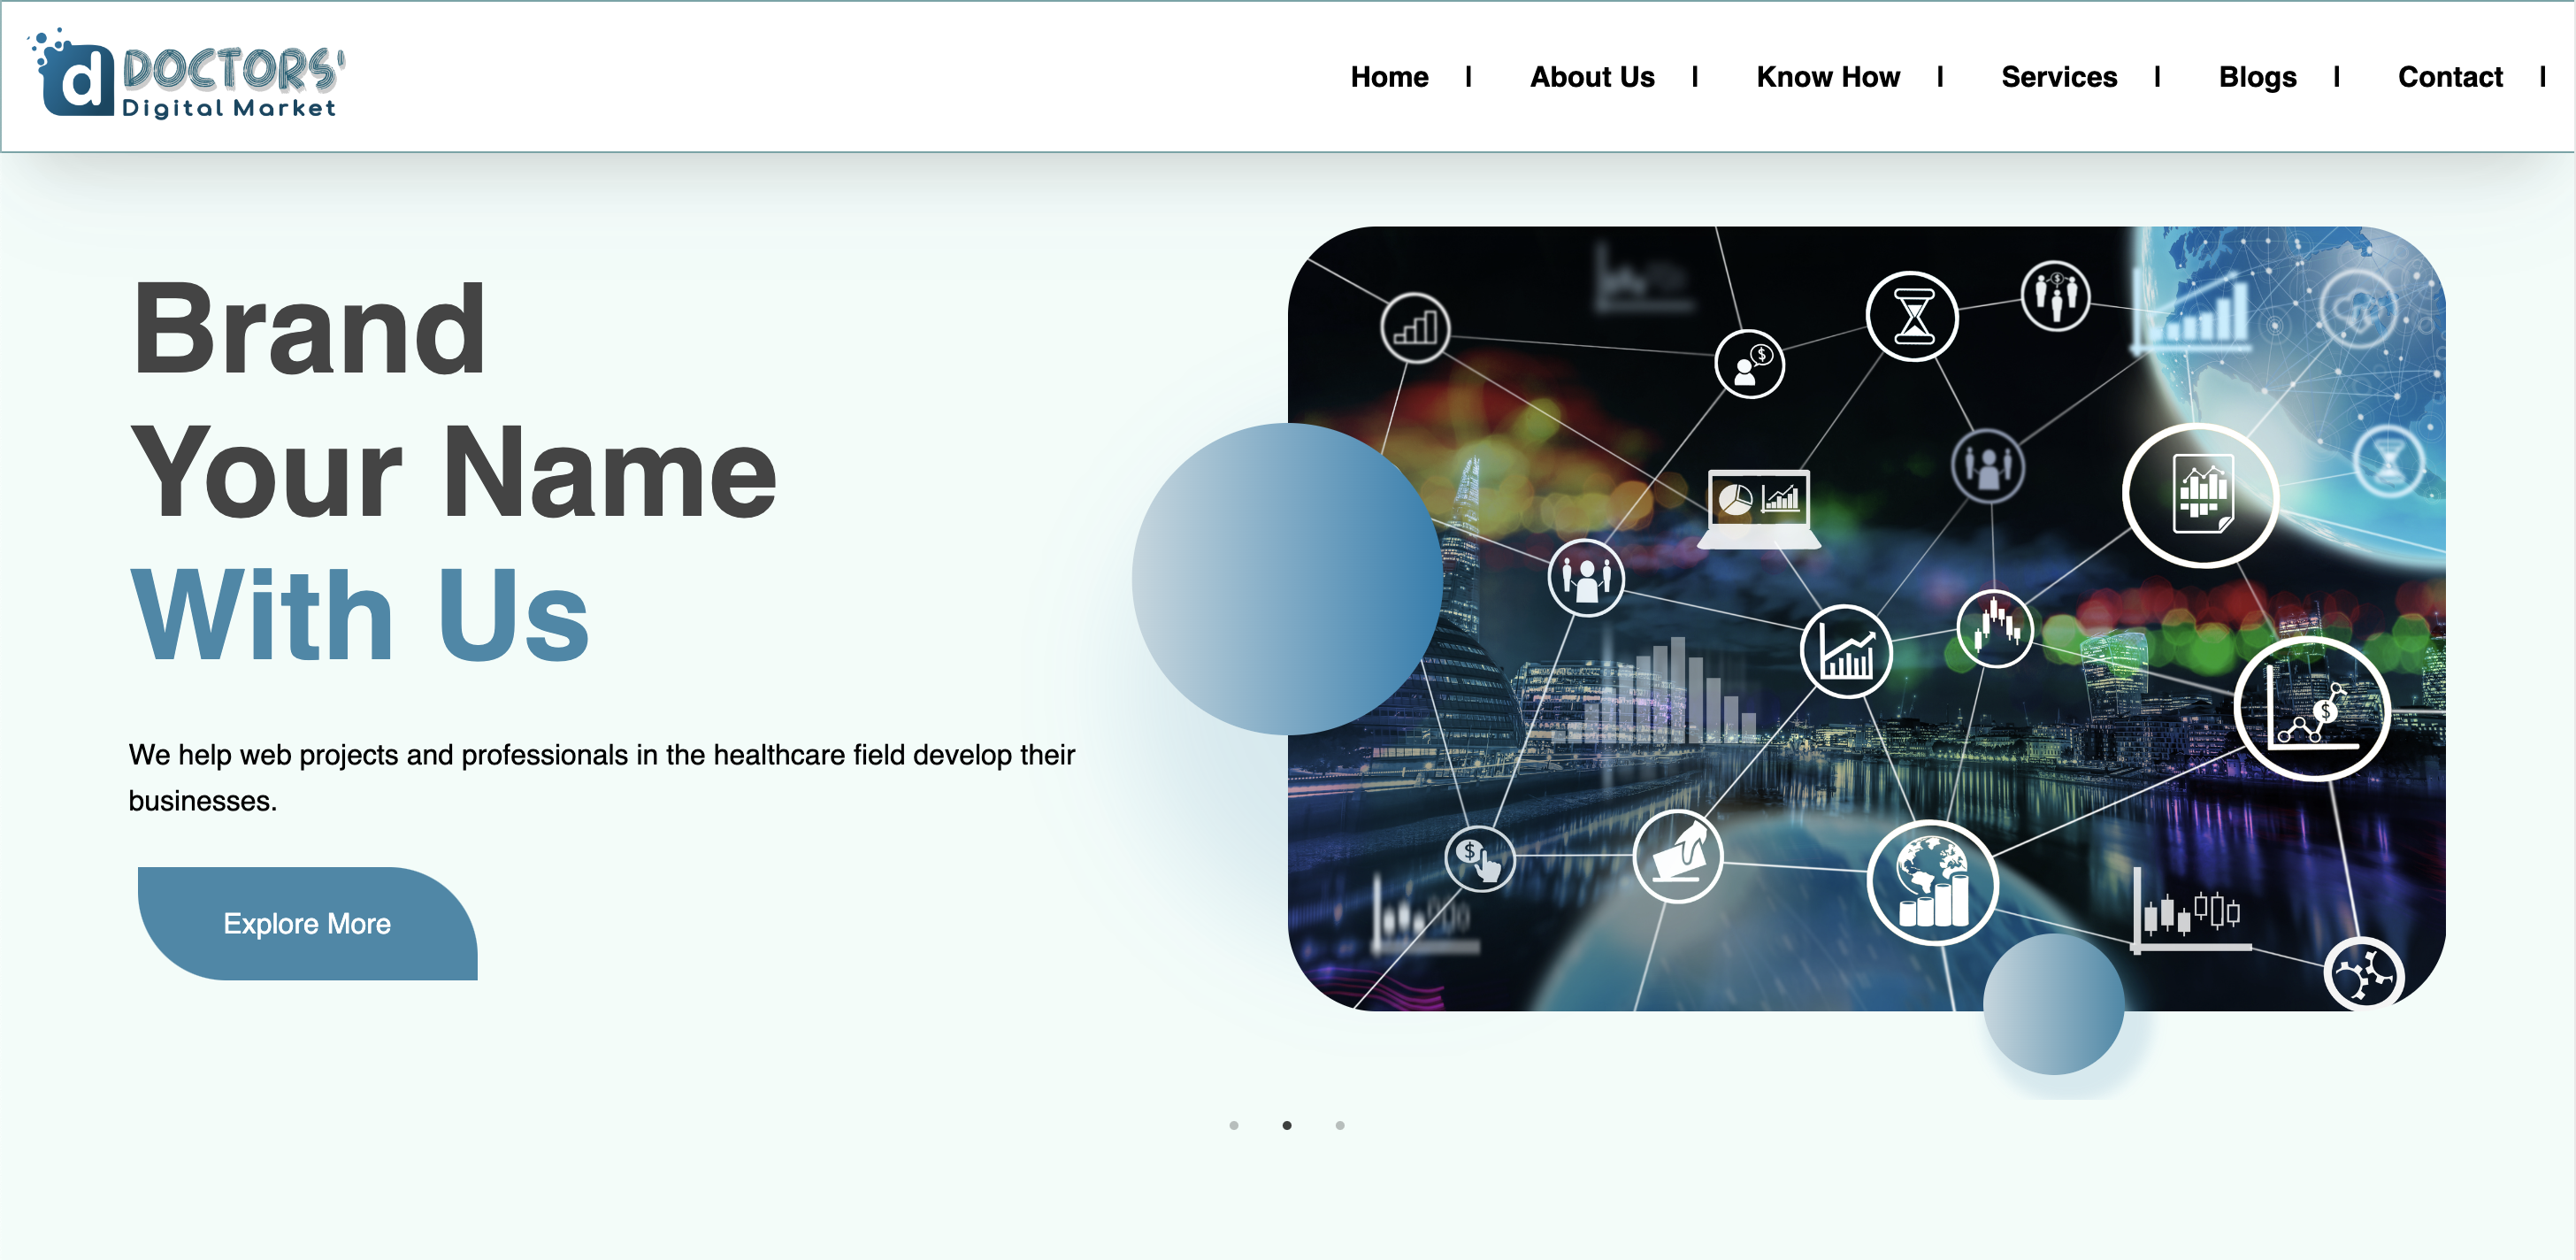 d DOCTORS'
Digital Market
Home | About Us | Know How | Services | Blogs | Contact |
Brand
Your Name
With Us
We help web projects and professionals in the healthcare field develop their
businesses.
Explore More